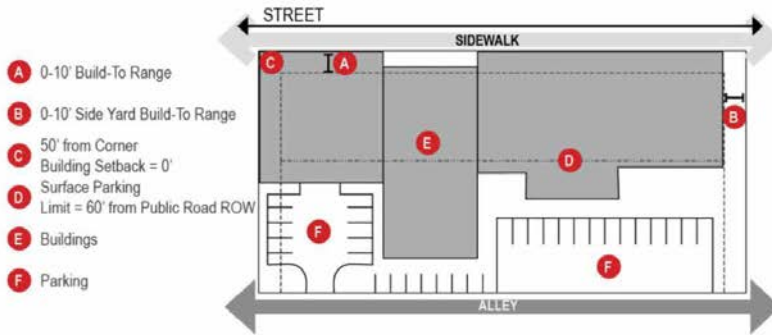 STREET
SIDEWALK
A 0-10' Build-To Range
B 0-10' Side Yard Build-To Range
C 50' from Corner
Building Setback = 0'
D Surface Parking
Limit = 60' from Public Road ROW
E Buildings
F Parking
C
A
B
E
D
F
F
ALLEY